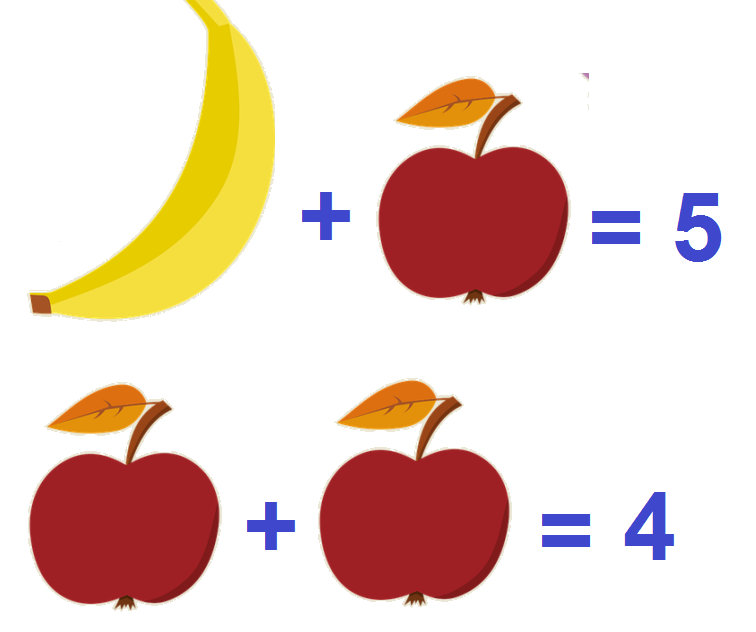 + = 5
+ = 4